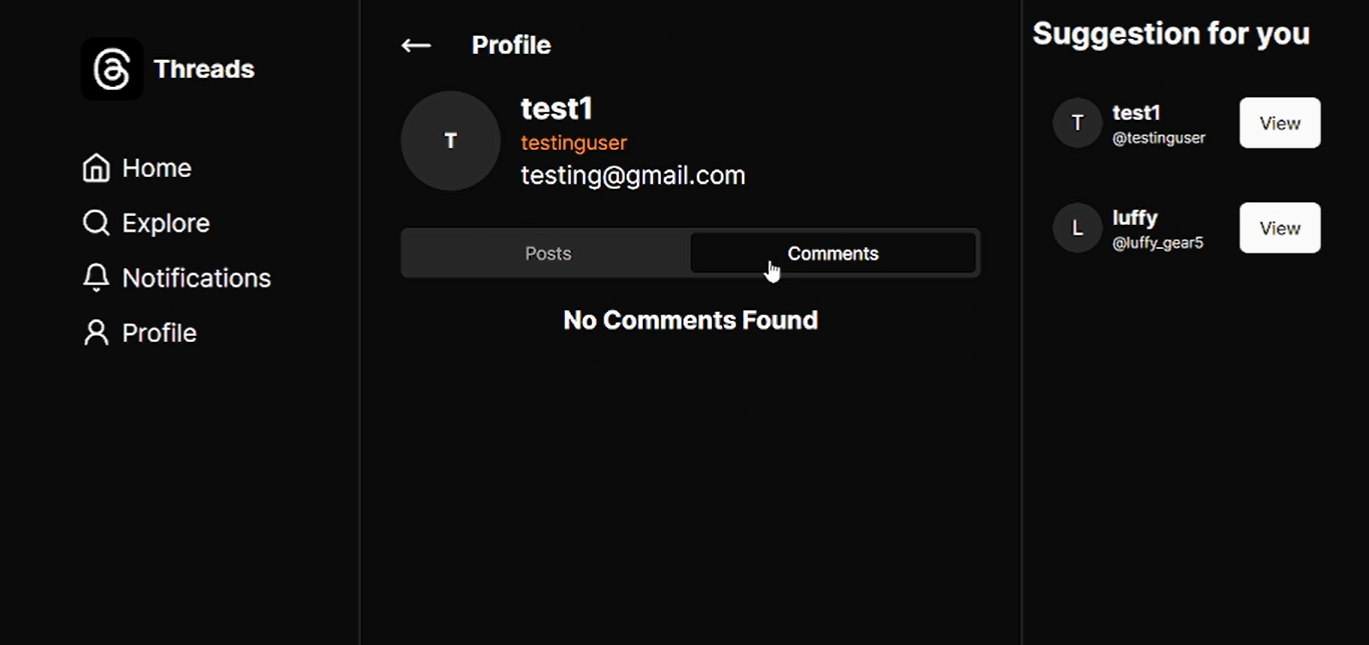 Threads
Home
Explore
Notifications
Profile
Profile
T
test1
testinguser
testing@gmail.com
Posts
Comments
No Comments Found
Suggestion for you
T
test1
@testinguser
View
L
luffy
@luffy_gear5
View